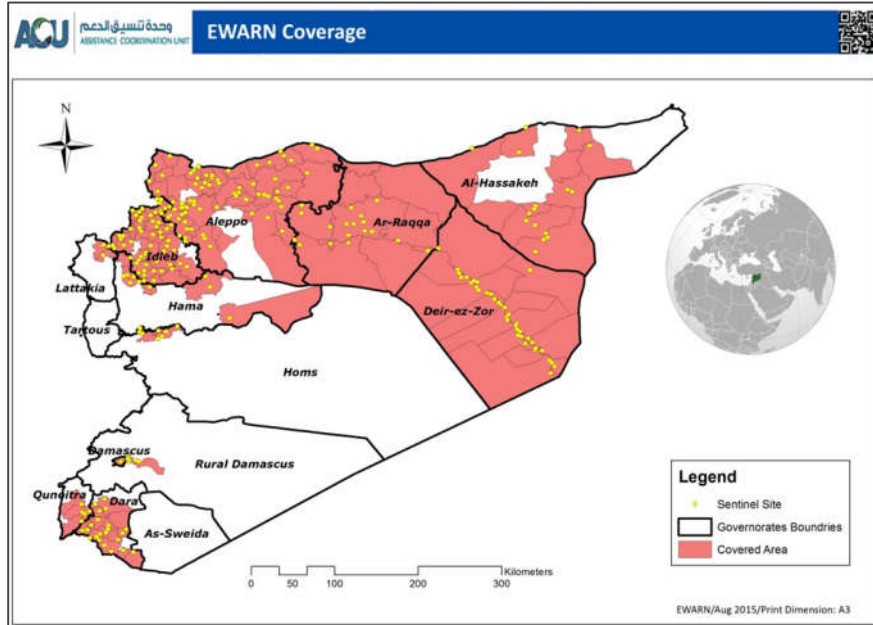 ACU
وحدة تنسيق الدعم
ASSISTANCE COORDINATION UNIT
EWARN Coverage
N
Al-Hassakeh
Aleppo
Ar-Raqqa
Idleb
Lattakia
Hama
Deir-ez-Zor
Tartous
Homs
Damascus
Rural Damascus
Qunoitra
Dara
As-Sweida
Legend
Sentinel Site
Governorates Boundries
Covered Area
Kilometers
0 50 100 200 300
EWARN/Aug 2015/Print Dimension: A3